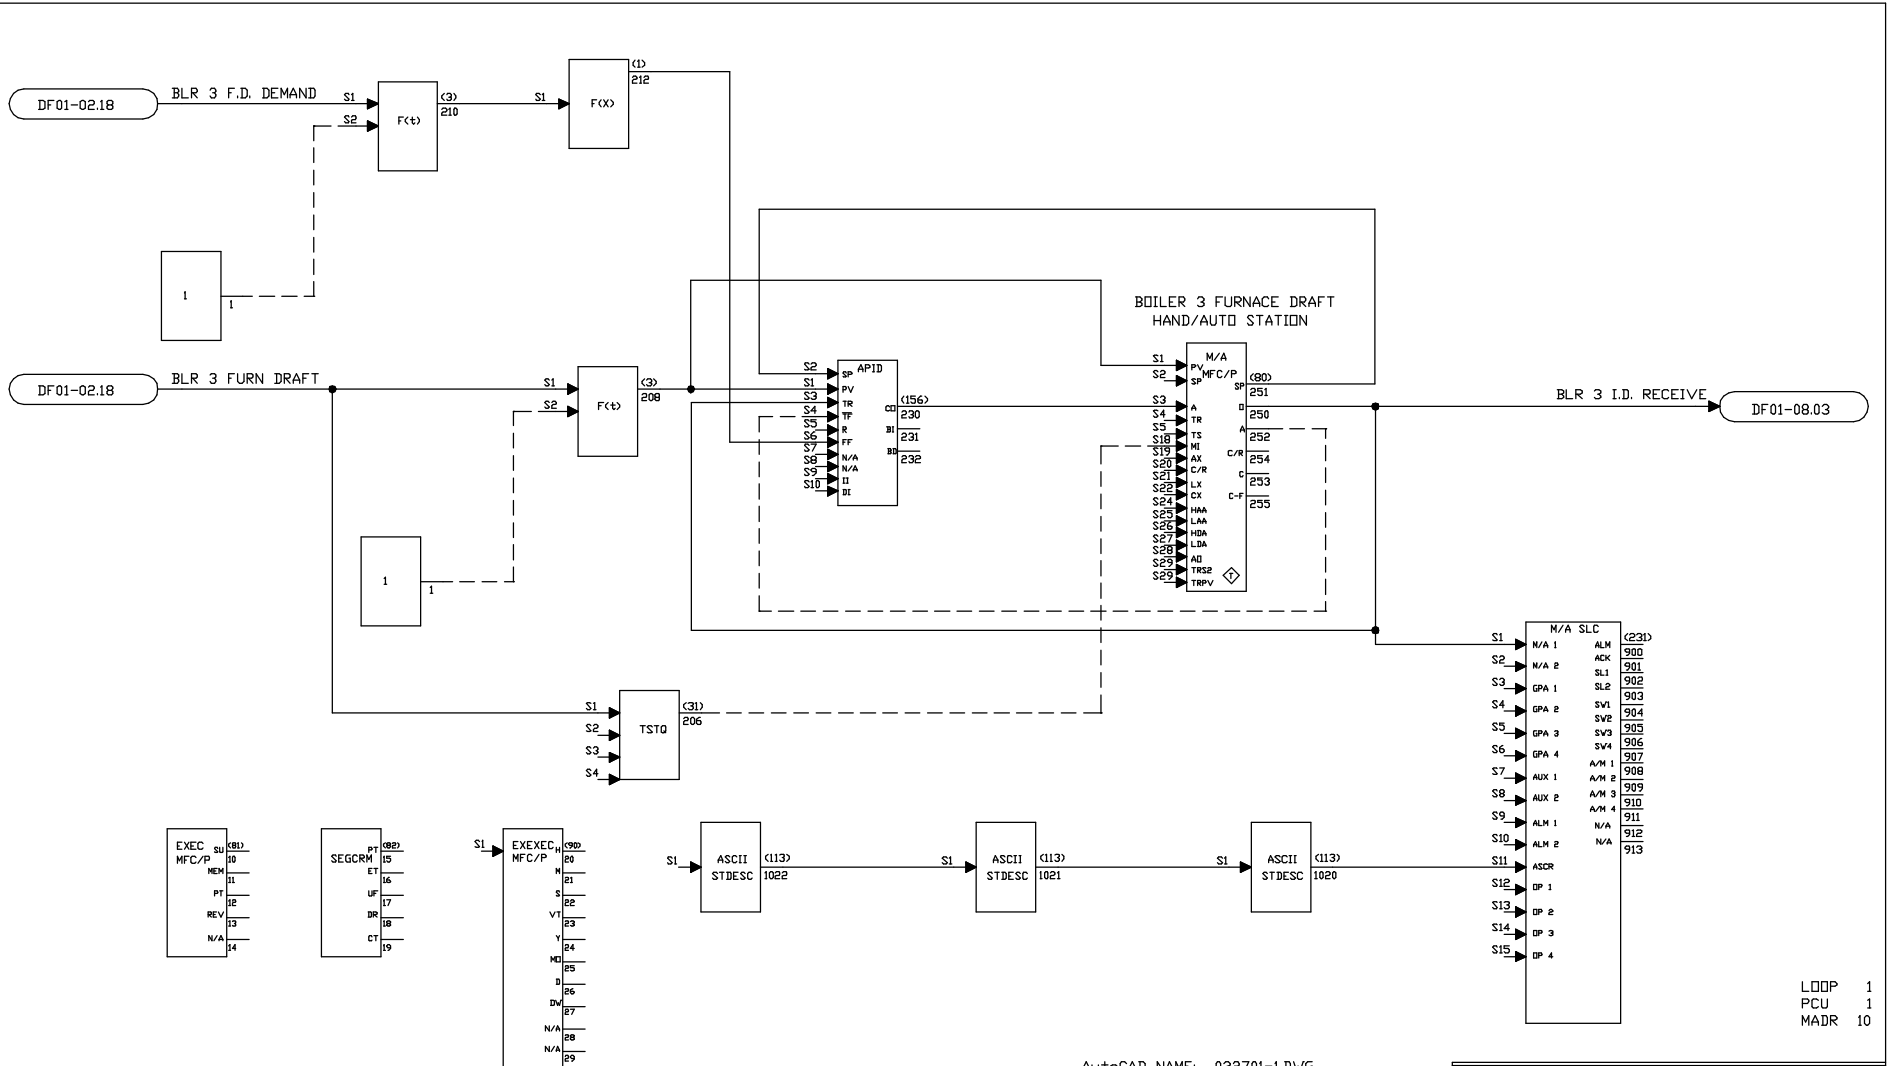 DF01-02.18
BLR 3 F.D. DEMAND
S1
S2
F(t)
(3)
210
S1
F(X)
(1)
212
1
1
DF01-02.18
BLR 3 FURN DRAFT
S1
S2
F(t)
(3)
208
1
1
S2
S1
S3
S4
S5
S6
S7
S8
S9
S10
APID
SP
PV
TR
TF
R
FF
N/A
N/A
II
DI
CO
BI
BD
(156)
230
231
232
BOILER 3 FURNACE DRAFT
HAND/AUTO STATION
S1
S2
S3
S4
S5
S18
S19
S20
S21
S22
S24
S25
S26
S27
S28
S29
S29
M/A
MFC/P
PV
SP
A
TR
TS
MI
AX
C/R
LX
CX
HAA
LAA
HDA
LDA
AO
TRS2
TRPV
T
SP
O
A
C/R
C
C-F
(80)
251
250
252
254
253
255
BLR 3 I.D. RECEIVE
DF01-08.03
S1
S2
S3
S4
TSTQ
(31)
206
M/A SLC
S1
S2
S3
S4
S5
S6
S7
S8
S9
S10
S11
S12
S13
S14
S15
M/A 1
M/A 2
GPA 1
GPA 2
GPA 3
GPA 4
AUX 1
AUX 2
ALM 1
ALM 2
ASCR
OP 1
OP 2
OP 3
OP 4
ALM
ACK
SL1
SL2
SW1
SW2
SW3
SW4
A/M 1
A/M 2
A/M 3
A/M 4
N/A
N/A
(231)
900
901
902
903
904
905
906
907
908
909
910
911
912
913
EXEC
MFC/P
SU
MEM
PT
REV
N/A
(81)
10
11
12
13
14
SEGCRM
PT
ET
UF
DR
CT
(82)
15
16
17
18
19
S1
EXEXEC
MFC/P
H
M
S
VT
Y
MO
D
DW
N/A
N/A
(90)
20
21
22
23
24
25
26
27
28
29
S1
ASCII
STDESC
(113)
1022
S1
ASCII
STDESC
(113)
1021
S1
ASCII
STDESC
(113)
1020
LOOP 1
PCU 1
MADR 10
AutoCAD NAME: 022701-1.DWG